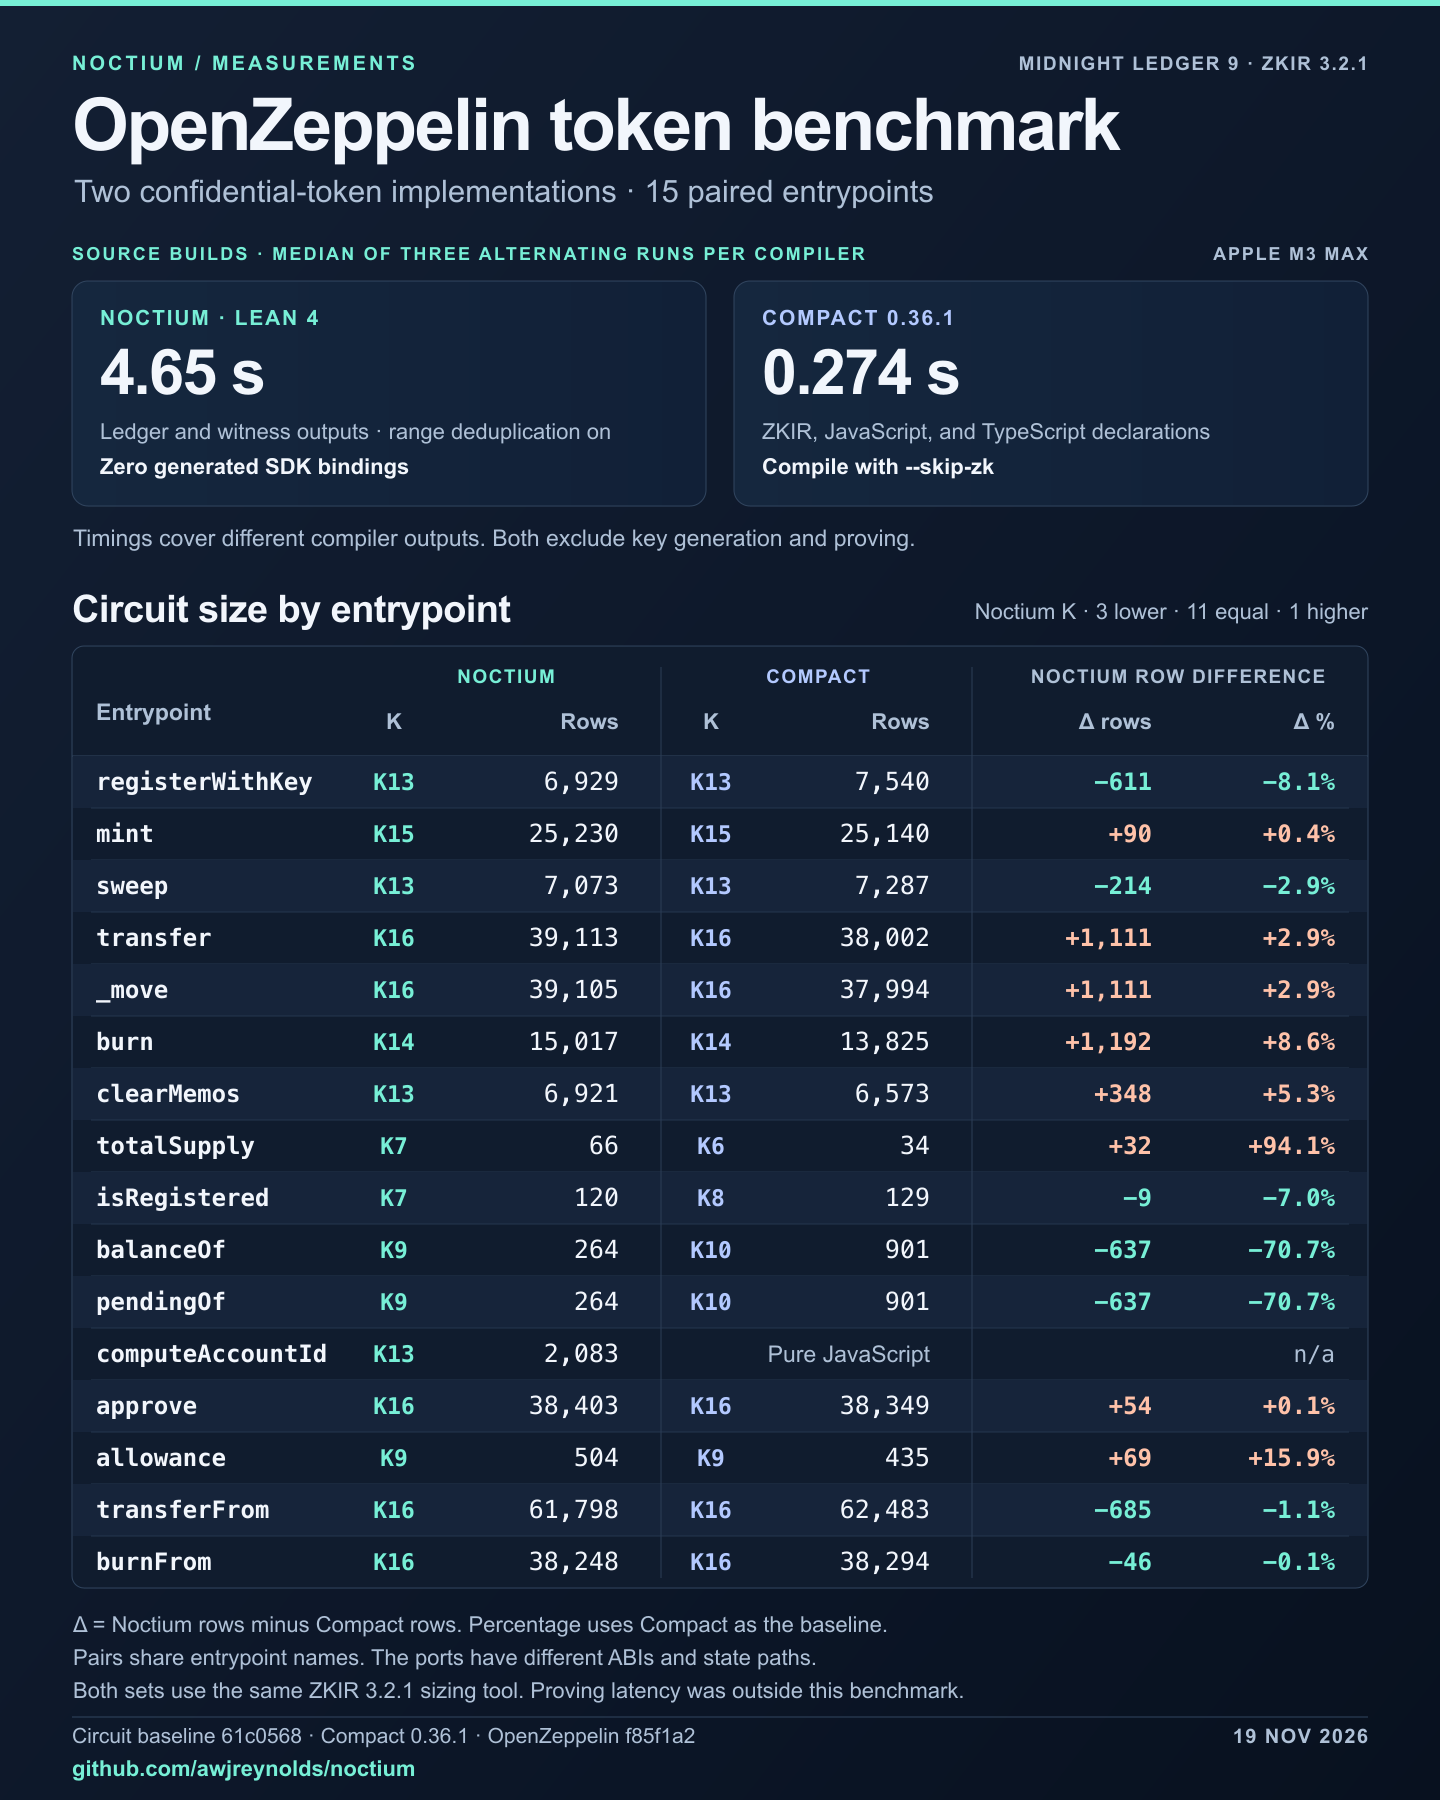 NOCTIUM / MEASUREMENTS
MIDNIGHT LEDGER 9 · ZKIR 3.2.1
OpenZeppelin token benchmark
Two confidential-token implementations · 15 paired entrypoints
SOURCE BUILDS · MEDIAN OF THREE ALTERNATING RUNS PER COMPILER
APPLE M3 MAX
NOCTIUM · LEAN 4
4.65 s
Ledger and witness outputs · range deduplication on
Zero generated SDK bindings
COMPACT 0.36.1
0.274 s
ZKIR, JavaScript, and TypeScript declarations
Compile with --skip-zk
Timings cover different compiler outputs. Both exclude key generation and proving.
Circuit size by entrypoint
Noctium K · 3 lower · 11 equal · 1 higher
NOCTIUM COMPACT NOCTIUM ROW DIFFERENCE
Entrypoint K Rows K Rows Δ rows Δ %
registerWithKey K13 6,929 K13 7,540 −611 −8.1%
mint K15 25,230 K15 25,140 +90 +0.4%
sweep K13 7,073 K13 7,287 −214 −2.9%
transfer K16 39,113 K16 38,002 +1,111 +2.9%
_move K16 39,105 K16 37,994 +1,111 +2.9%
burn K14 15,017 K14 13,825 +1,192 +8.6%
clearMemos K13 6,921 K13 6,573 +348 +5.3%
totalSupply K7 66 K6 34 +32 +94.1%
isRegistered K7 120 K8 129 −9 −7.0%
balanceOf K9 264 K10 901 −637 −70.7%
pendingOf K9 264 K10 901 −637 −70.7%
computeAccountId K13 2,083 Pure JavaScript n/a
approve K16 38,403 K16 38,349 +54 +0.1%
allowance K9 504 K9 435 +69 +15.9%
transferFrom K16 61,798 K16 62,483 −685 −1.1%
burnFrom K16 38,248 K16 38,294 −46 −0.1%
Δ = Noctium rows minus Compact rows. Percentage uses Compact as the baseline.
Pairs share entrypoint names. The ports have different ABIs and state paths.
Both sets use the same ZKIR 3.2.1 sizing tool. Proving latency was outside this benchmark.
Circuit baseline 61c0568 · Compact 0.36.1 · OpenZeppelin f85f1a2
19 NOV 2026
github.com/awjreynolds/noctium